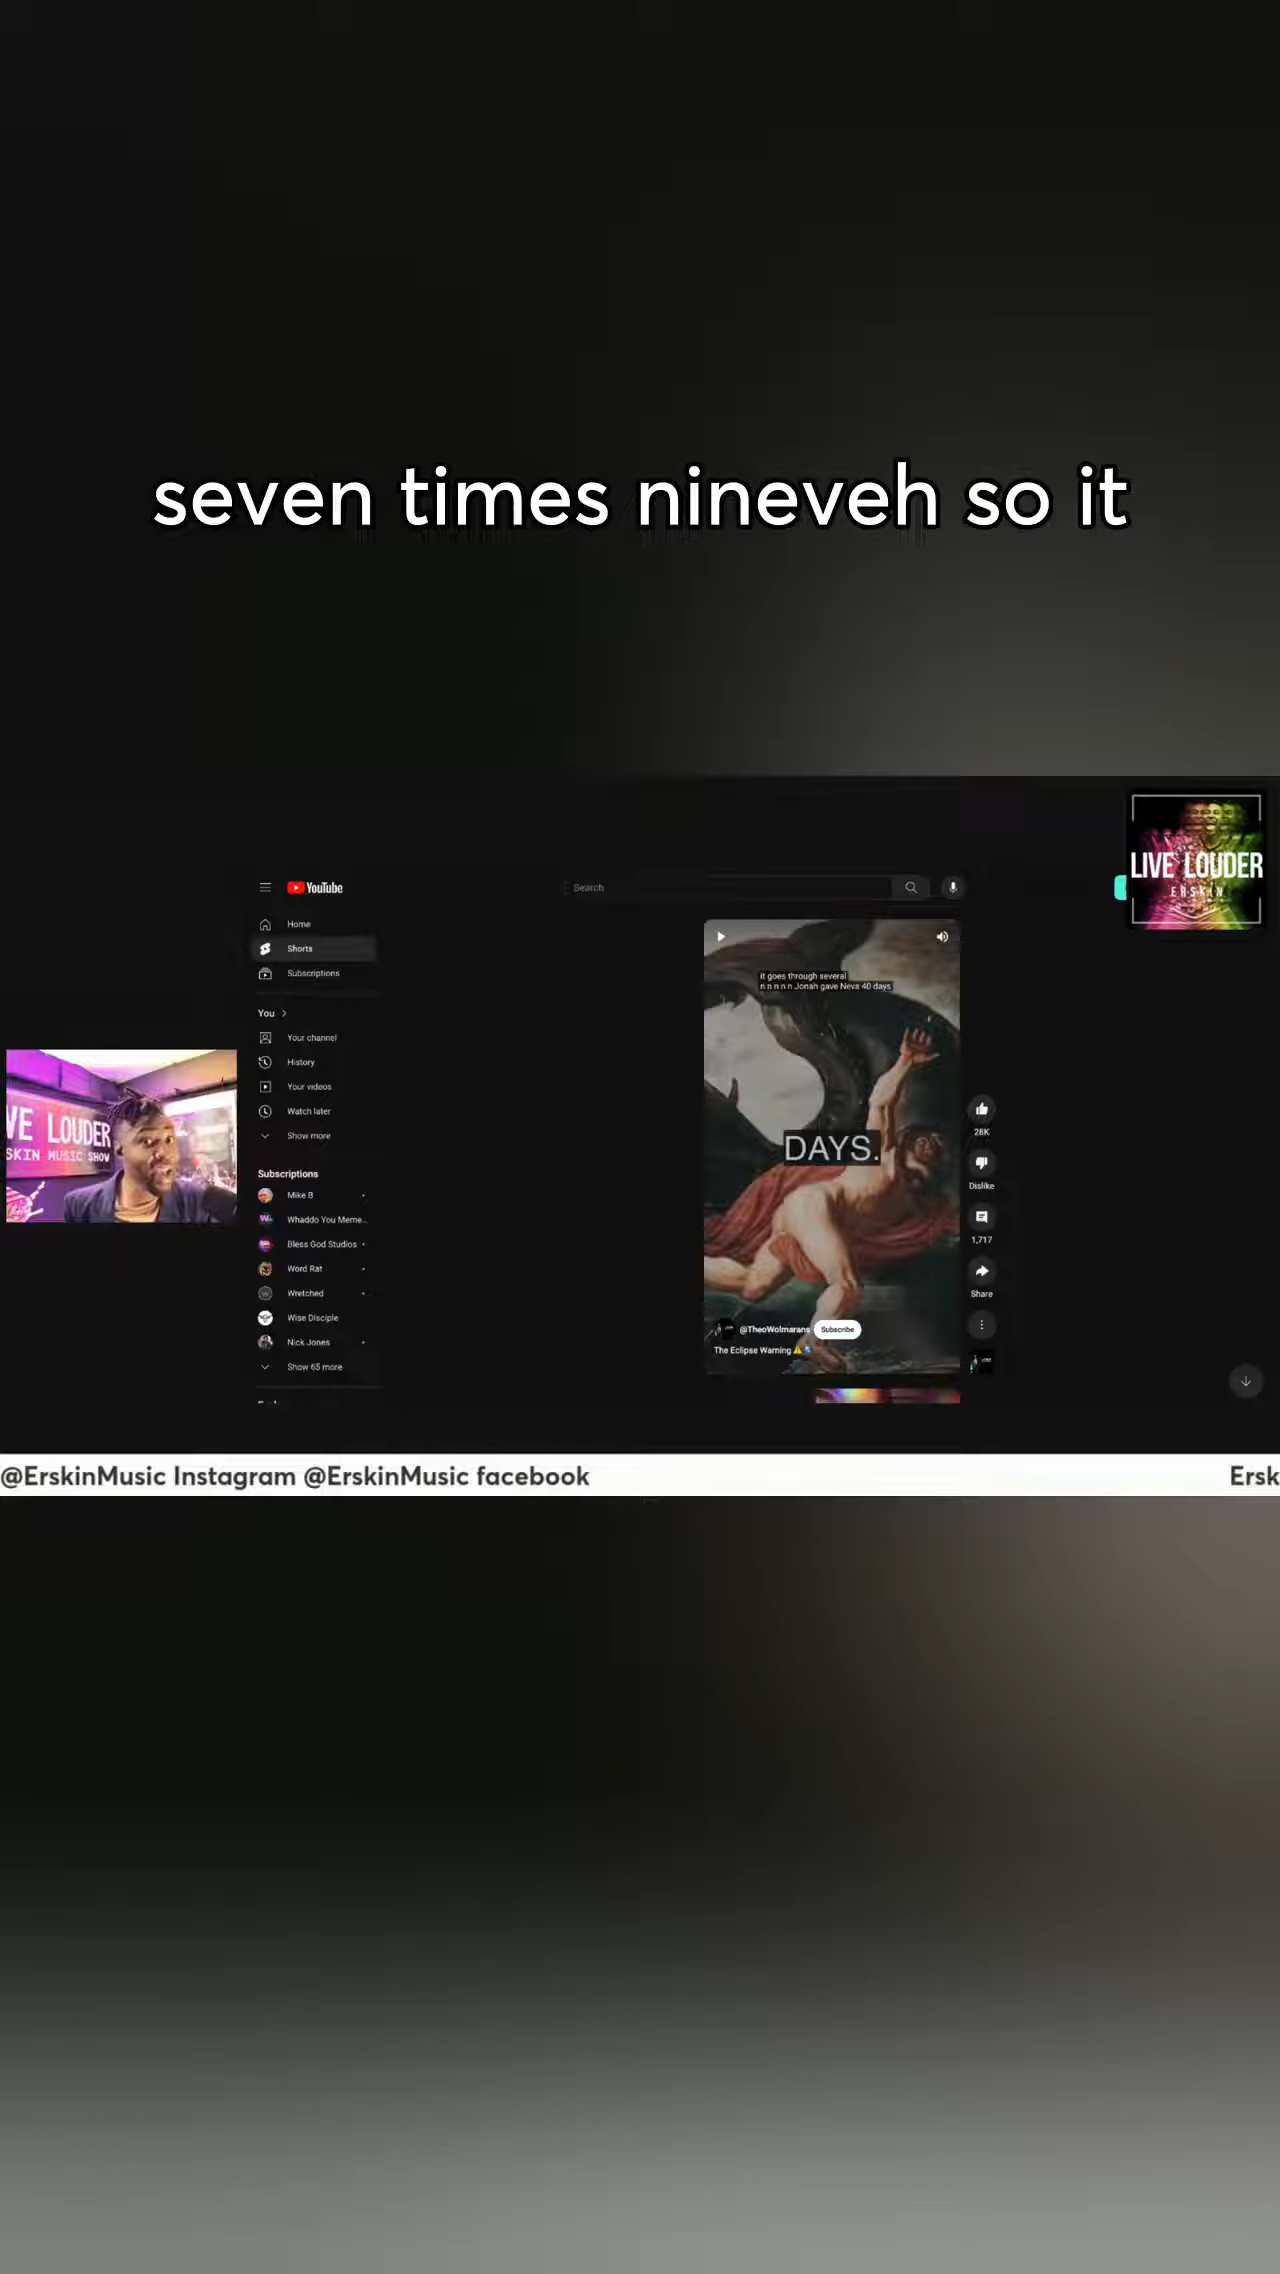 seven times nineveh so it
LIVE LOUDER
ERSKIN
YouTube
Search
Home
Shorts
Subscriptions
You
Your channel
History
Your videos
Watch later
Show more
Subscriptions
Mike B
Whaddo You Meme...
Bless God Studios
Word Rat
Wretched
Wise Disciple
Nick Jones
Show 65 more
VE LOUDER
SKIN MUSIC SHOW
it goes through several
n n n n n Jonah gave Neva 40 days
DAYS.
@TheoWolmarans Subscribe
The Eclipse Warning
28K
Dislike
1,717
Share
@ErskinMusic Instagram @ErskinMusic facebook
Ersk